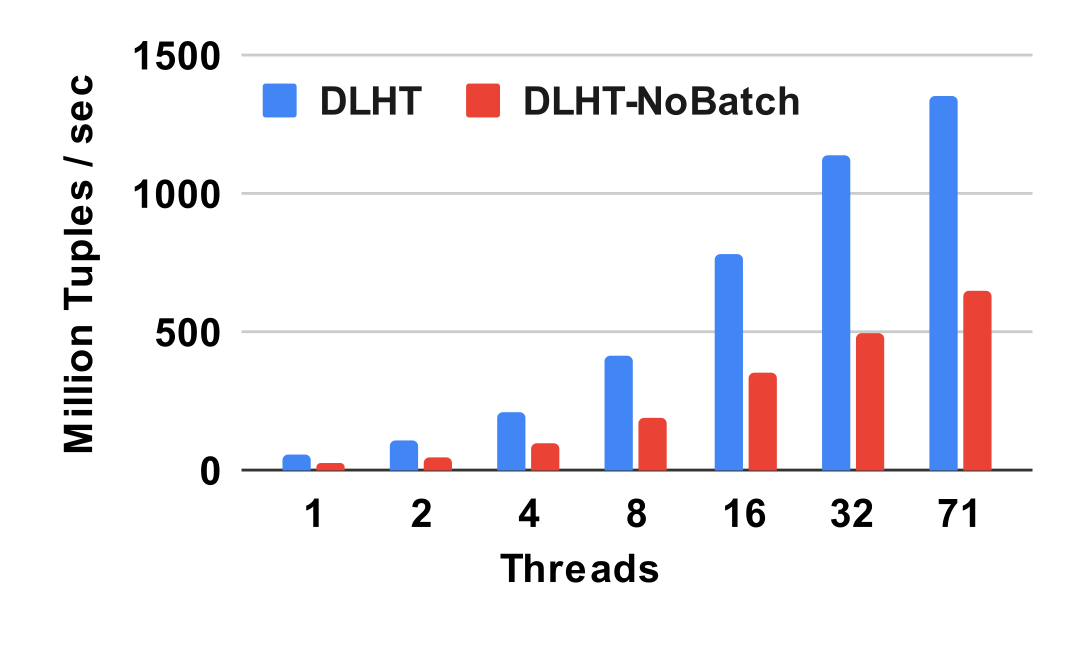 1500
DLHT DLHT-NoBatch
1000
500
0
Million Tuples / sec
1 2 4 8 16 32 71
Threads